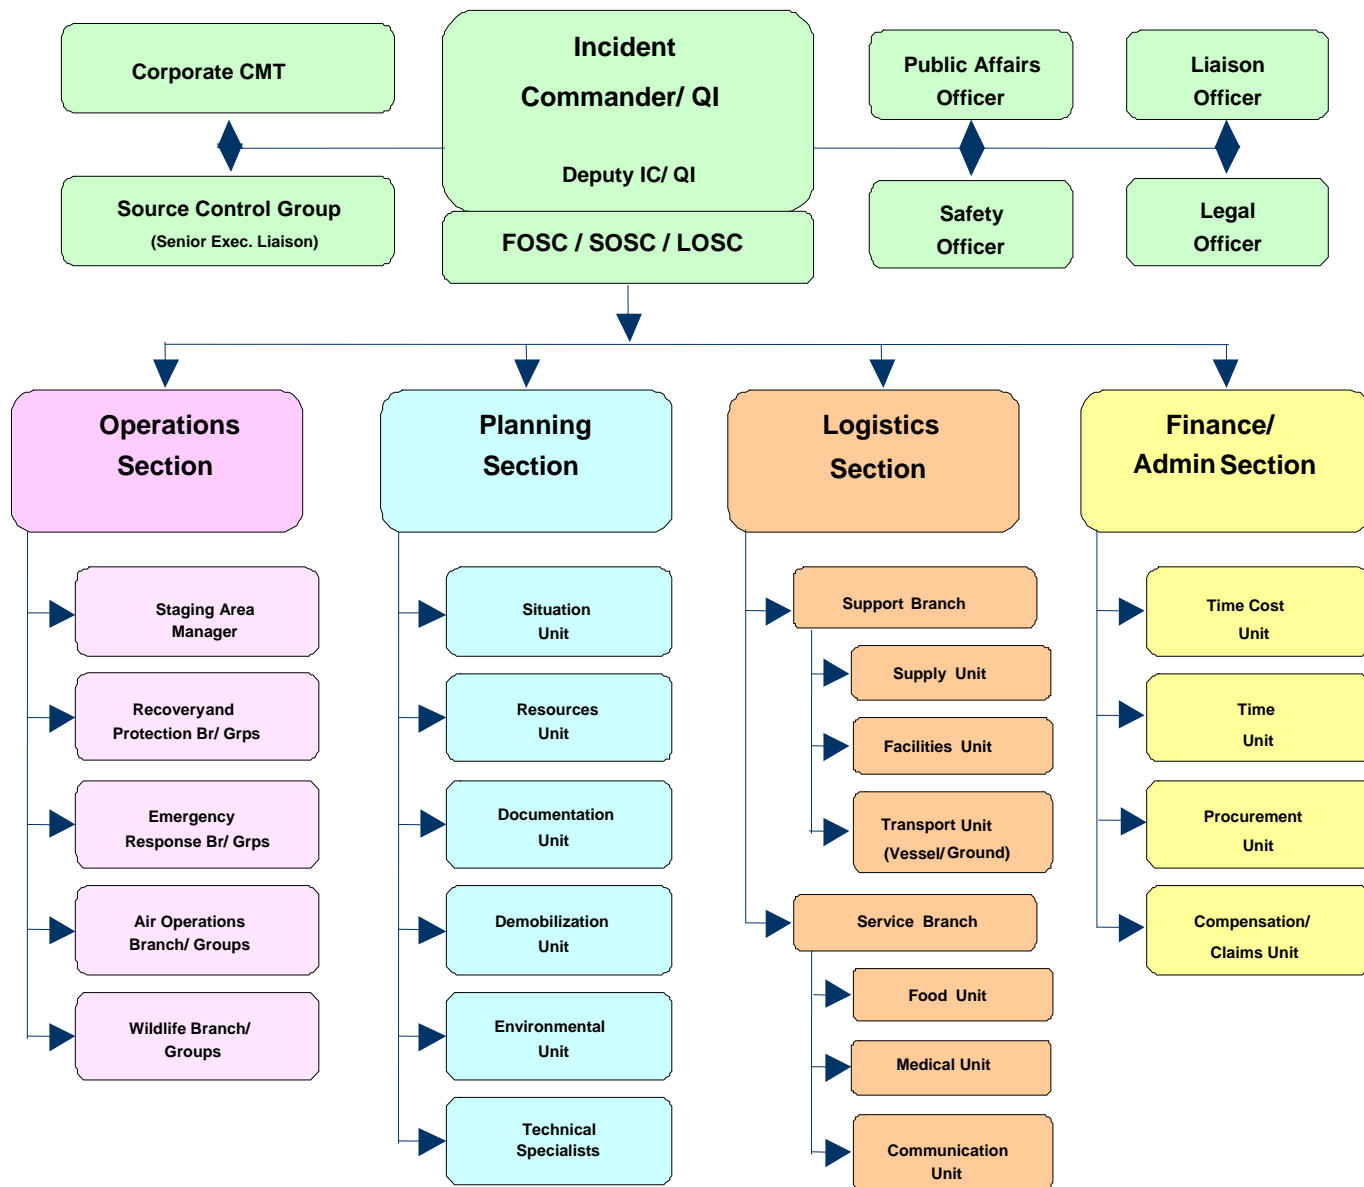 Corporate CMT
Incident
Commander/ QI
Deputy IC/ QI
Public Affairs
Officer
Liaison
Officer
Source Control Group
(Senior Exec. Liaison)
FOSC / SOSC / LOSC
Safety
Officer
Legal
Officer
Operations
Section
Planning
Section
Logistics
Section
Finance/
Admin Section
Staging Area
Manager
Recoveryand
Protection Br/ Grps
Emergency
Response Br/ Grps
Air Operations
Branch/ Groups
Wildlife Branch/
Groups
Situation
Unit
Resources
Unit
Documentation
Unit
Demobilization
Unit
Environmental
Unit
Technical
Specialists
Support Branch
Supply Unit
Facilities Unit
Transport Unit
(Vessel/Ground)
Service Branch
Food Unit
Medical Unit
Communication
Unit
Time Cost
Unit
Time
Unit
Procurement
Unit
Compensation/
Claims Unit